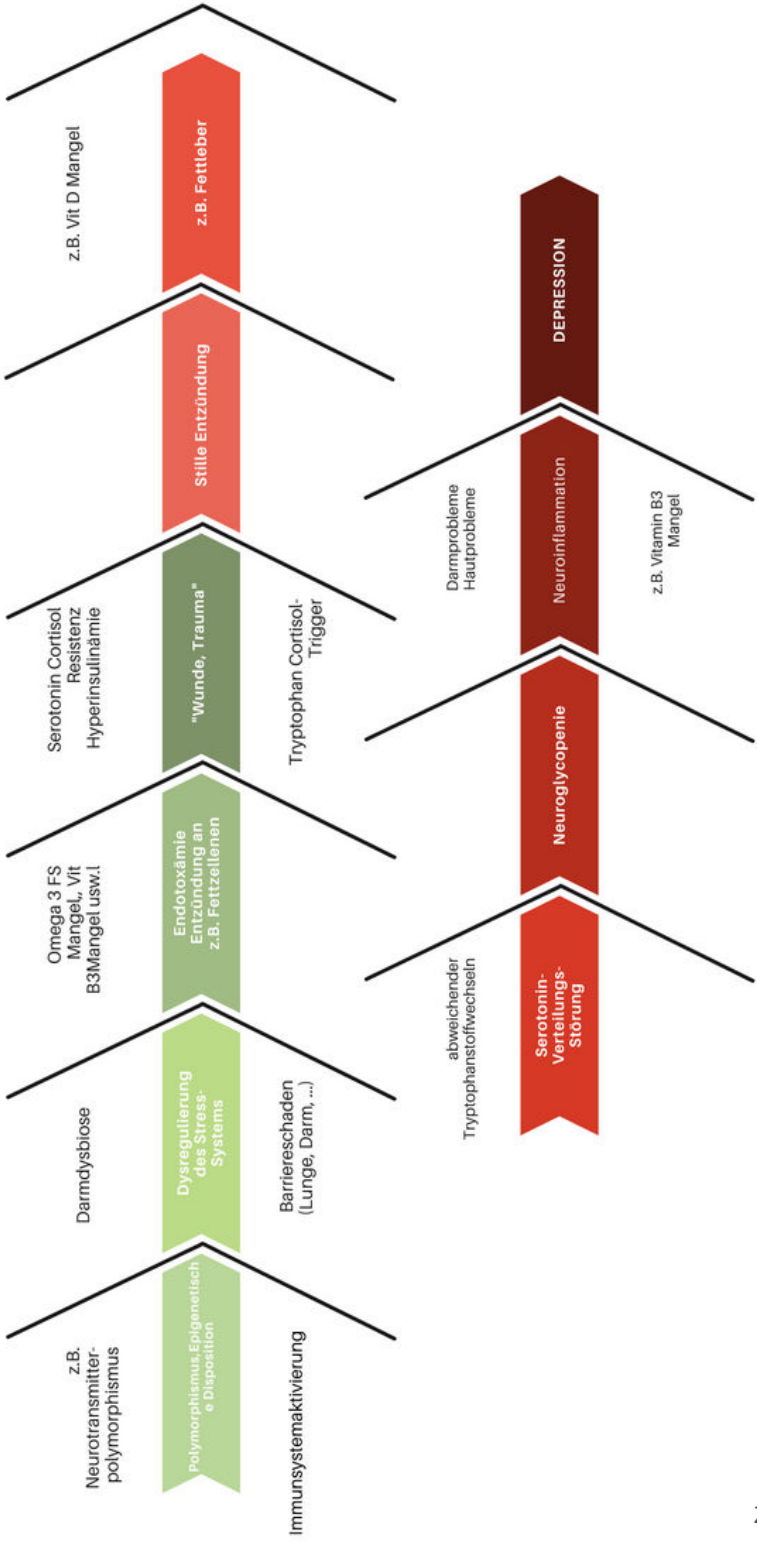 z.B.
Neurotransmitter-
polymorphismus
Polymorphismus,Epigenetisch
e Disposition
Immunsystemaktivierung
Darmdysbiose
Dysregulierung
des Stress-
Systems
Barriereschaden
(Lunge, Darm, ...)
Omega 3 FS
Mangel,, Vit
B3Mangel usw.l
Endotoxämie
Entzündung an
z.B. Fettzellenen
Serotonin Cortisol
Resistenz
Hyperinsulinämie
"Wunde, Trauma"
Tryptophan Cortisol-
Trigger
Stille Entzündung
z.B. Vit D Mangel
z.B. Fettleber
abweichender
Tryptophanstoffwechseln
Serotonin-
Verteilungs-
Störung
Neuroglycopenie
Darmprobleme
Hautprobleme
Neuroinflammation
z.B. Vitamin B3
Mangel
DEPRESSION